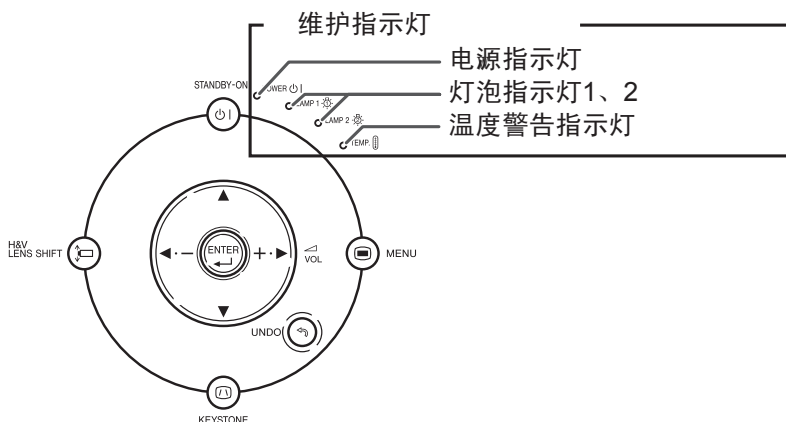 维护指示灯
电源指示灯
灯泡指示灯1、2
温度警告指示灯
STANDBY-ON
POWER
LAMP 1
LAMP 2
TEMP.
ENTER
VOL
H&V
LENS SHIFT
MENU
UNDO
KEYSTONE